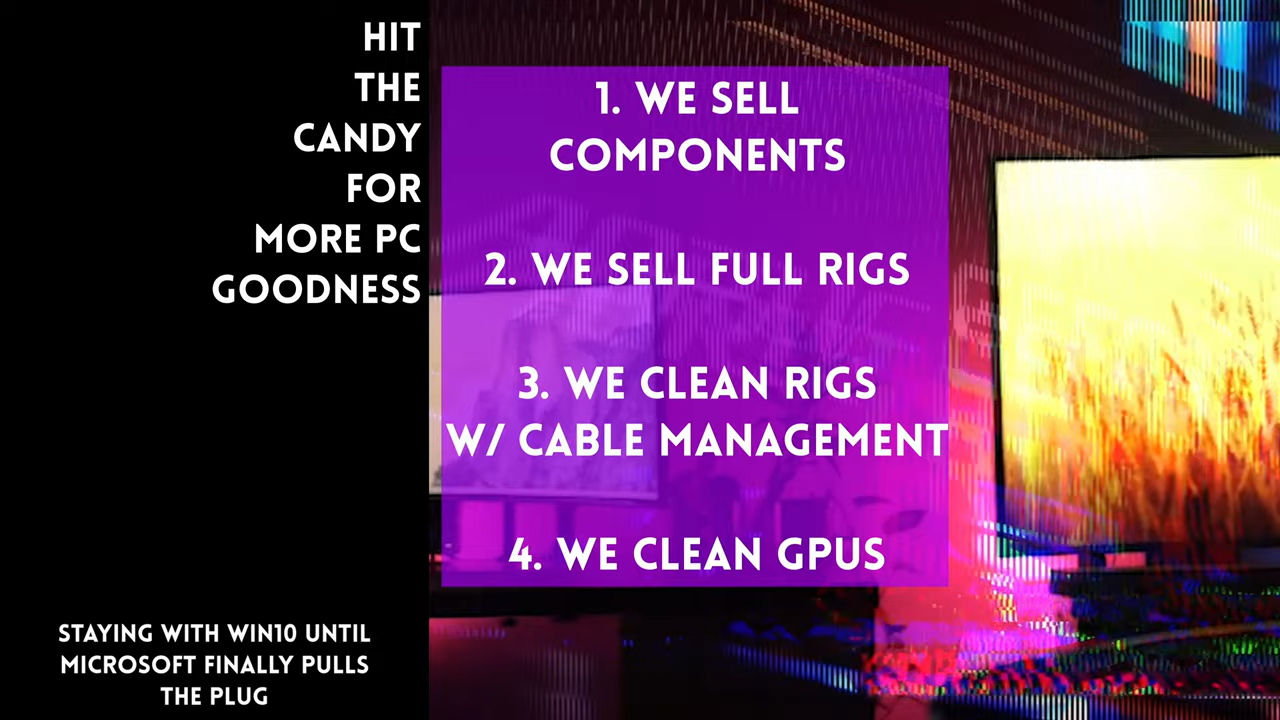 HIT
THE
CANDY
FOR
MORE PC
GOODNESS
1. WE SELL
COMPONENTS
2. WE SELL FULL RIGS
3. WE CLEAN RIGS
W/ CABLE MANAGEMENT
4. WE CLEAN GPUS
STAYING WITH WIN10 UNTIL
MICROSOFT FINALLY PULLS
THE PLUG